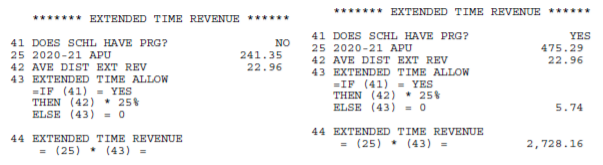 ******* EXTENDED TIME REVENUE ******
41 DOES SCHL HAVE PRG? NO
25 2020-21 APU 241.35
42 AVE DIST EXT REV 22.96
43 EXTENDED TIME ALLOW
=IF (41) = YES
THEN (42) * 25%
ELSE (43) = 0
44 EXTENDED TIME REVENUE
= (25) * (43) =
******* EXTENDED TIME REVENUE ******
41 DOES SCHL HAVE PRG? YES
25 2020-21 APU 475.29
42 AVE DIST EXT REV 22.96
43 EXTENDED TIME ALLOW
=IF (41) = YES
THEN (42) * 25%
ELSE (43) = 0 5.74
44 EXTENDED TIME REVENUE
= (25) * (43) = 2,728.16